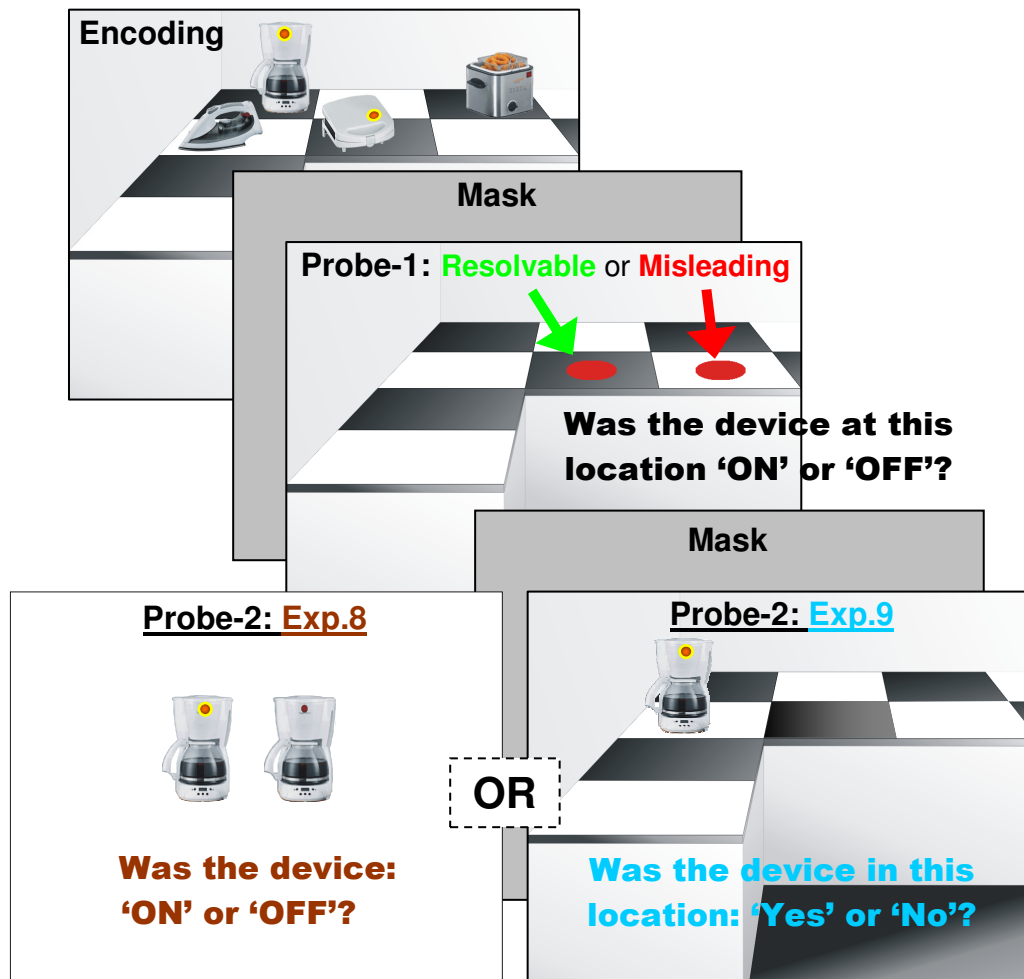 Encoding
Mask
Probe-1: Resolvable or Misleading
Was the device at this
location ‘ON’ or ‘OFF’?
Mask
Probe-2: Exp.8
Was the device:
‘ON’ or ‘OFF’?
OR
Probe-2: Exp.9
Was the device in this
location: ‘Yes’ or ‘No’?